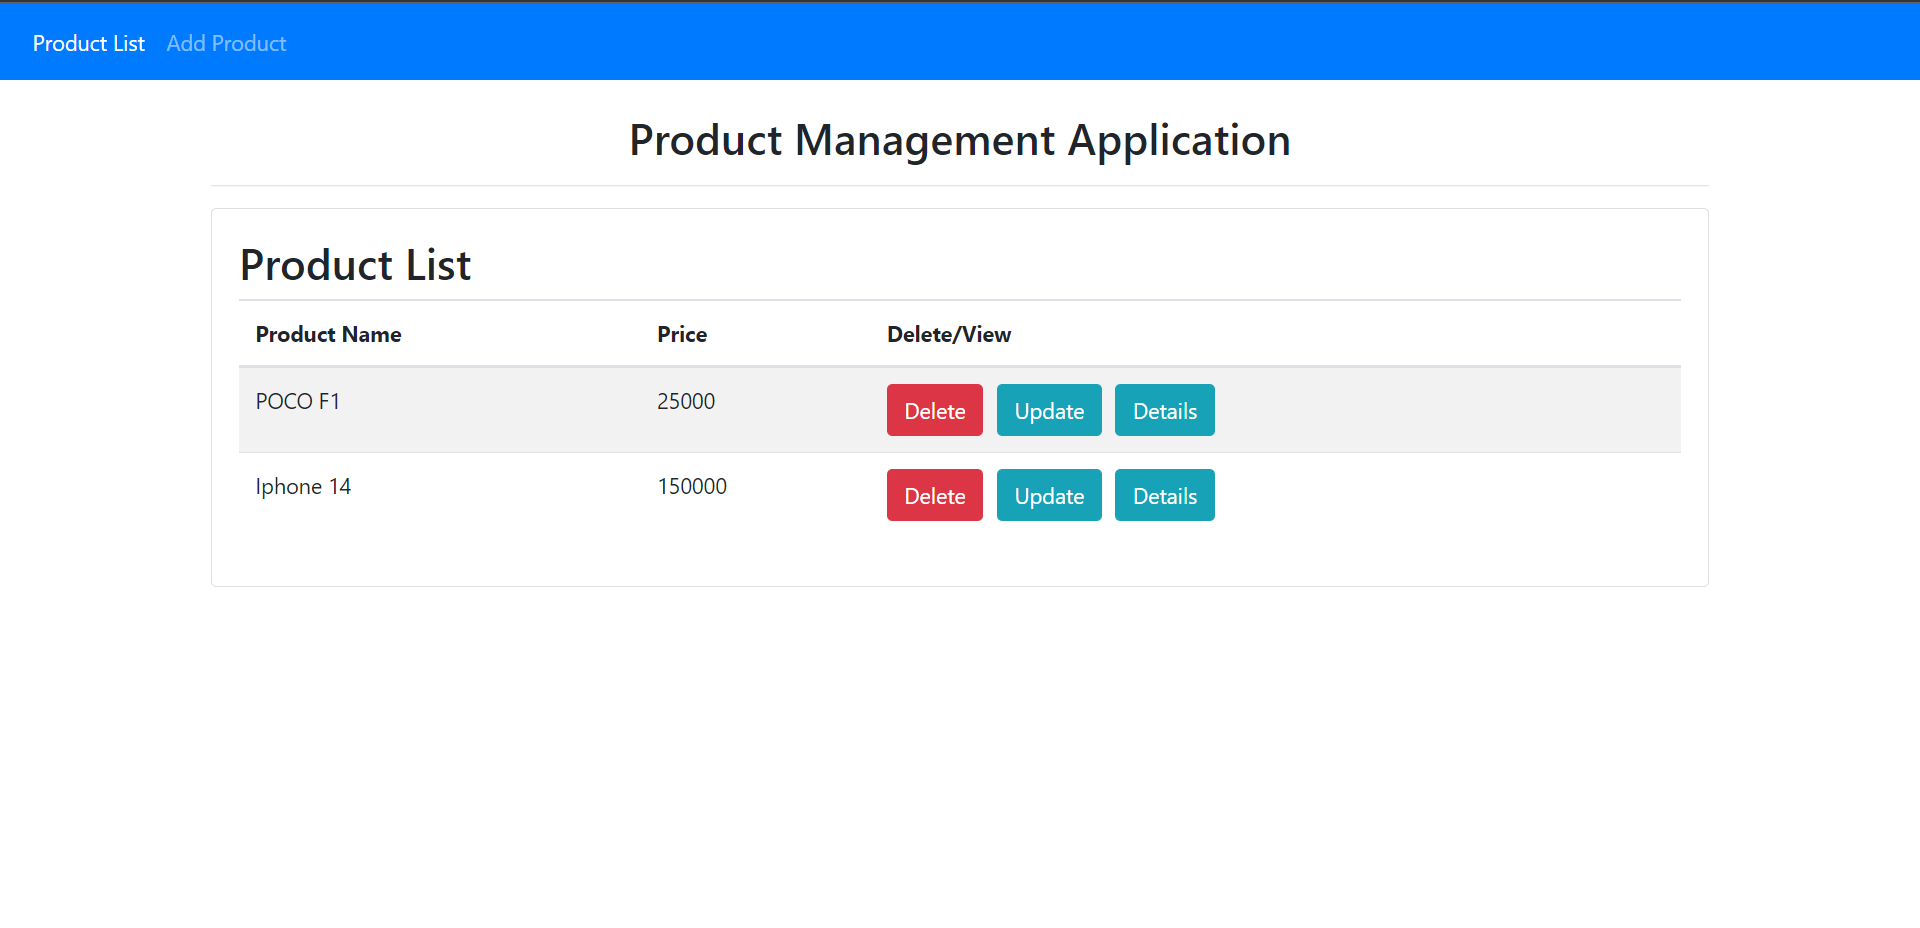 Product List Add Product
Product Management Application
Product List
Product Name Price Delete/View
POCO F1 25000 Delete Update Details
Iphone 14 150000 Delete Update Details